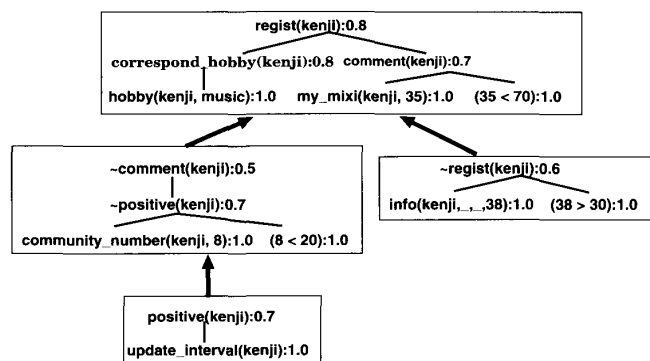 regist(kenji):0.8
correspond_hobby(kenji):0.8 comment(kenji):0.7
hobby(kenji, music):1.0 my_mixi(kenji, 35):1.0 (35 < 70):1.0
~comment(kenji):0.5
~positive(kenji):0.7
community_number(kenji, 8):1.0 (8 < 20):1.0
~regist(kenji):0.6
info(kenji,_,_,38):1.0 (38 > 30):1.0
positive(kenji):0.7
update_interval(kenji):1.0